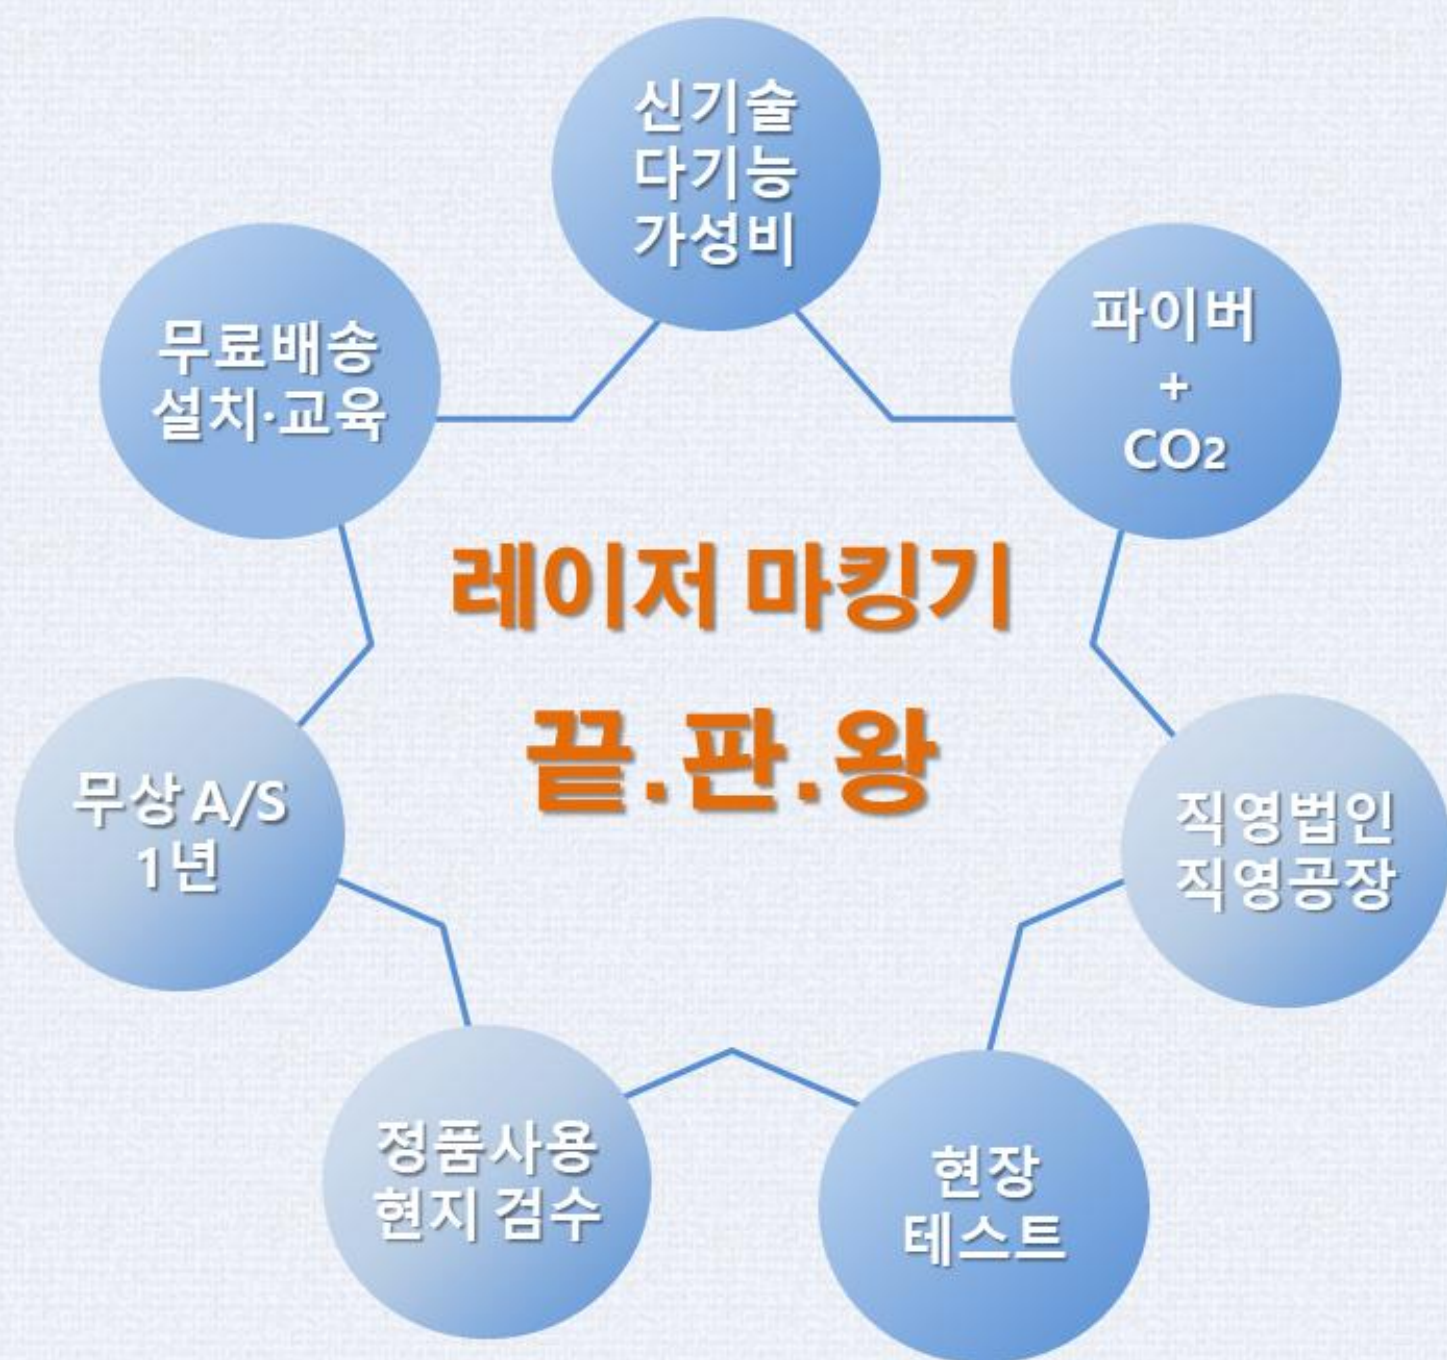 신기술
다기능
가성비
무료배송
설치·교육
파이버
+
CO2
레이저 마킹기
끝.판.왕
무상 A/S
1년
직영법인
직영공장
정품사용
현지 검수
현장
테스트